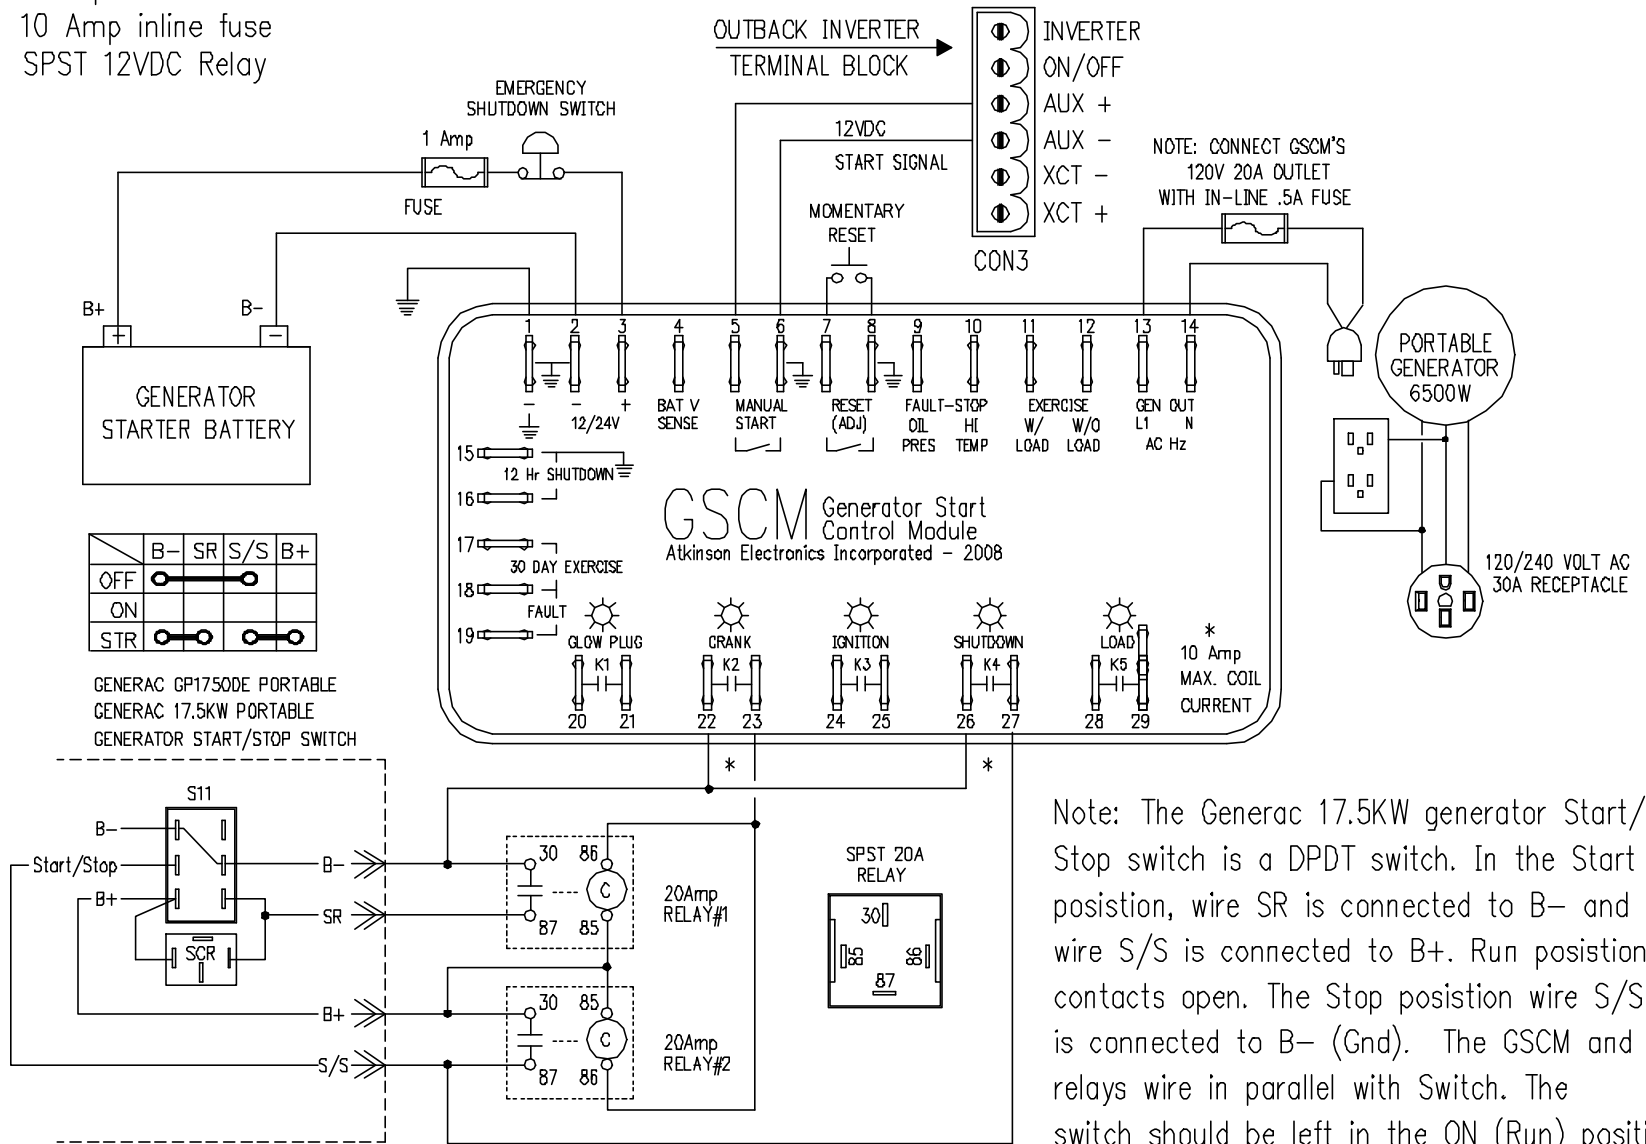 10 Amp inline fuse
SPST 12VDC Relay
OUTBACK INVERTER
TERMINAL BLOCK
INVERTER
ON/OFF
AUX +
AUX -
XCT -
XCT +
CON3
EMERGENCY
SHUTDOWN SWITCH
1 Amp
FUSE
12VDC
START SIGNAL
MOMENTARY
RESET
NOTE: CONNECT GSCM'S
120V 20A OUTLET
WITH IN-LINE .5A FUSE
B+
B-
+
-
GENERATOR
STARTER BATTERY
PORTABLE
GENERATOR
6500W
120/240 VOLT AC
30A RECEPTACLE
1 2 3 4 5 6 7 8 9 10 11 12 13 14
- - +
12/24V
BAT V
SENSE
MANUAL
START
RESET
(ADJ)
FAULT-STOP
OIL HI
PRES TEMP
EXERCISE
W/ W/O
LOAD LOAD
GEN OUT
L1 N
AC Hz
15
12 Hr SHUTDOWN
16
17
30 DAY EXERCISE
18
FAULT
19
GSCM Generator Start
Control Module
Atkinson Electronics Incorporated - 2008
GLOW PLUG
K1
20 21
CRANK
K2
22 23
IGNITION
K3
24 25
SHUTDOWN
K4
26 27
LOAD
K5
28 29
*
10 Amp
MAX. COIL
CURRENT
* *
B- SR S/S B+
OFF
ON
STR
GENERAC GP17500E PORTABLE
GENERAC 17.5KW PORTABLE
GENERATOR START/STOP SWITCH
S11
B-
Start/Stop
B+
SCR
B-
SR
B+
S/S
30 86
C
87 85
20Amp
RELAY#1
30 85
C
87 86
20Amp
RELAY#2
SPST 20A
RELAY
30
85
86
87
Note: The Generac 17.5KW generator Start/
Stop switch is a DPDT switch. In the Start
posistion, wire SR is connected to B- and
wire S/S is connected to B+. Run posistion
contacts open. The Stop posistion wire S/S
is connected to B- (Gnd). The GSCM and
relays wire in parallel with Switch. The
switch should be left in the ON (Run)